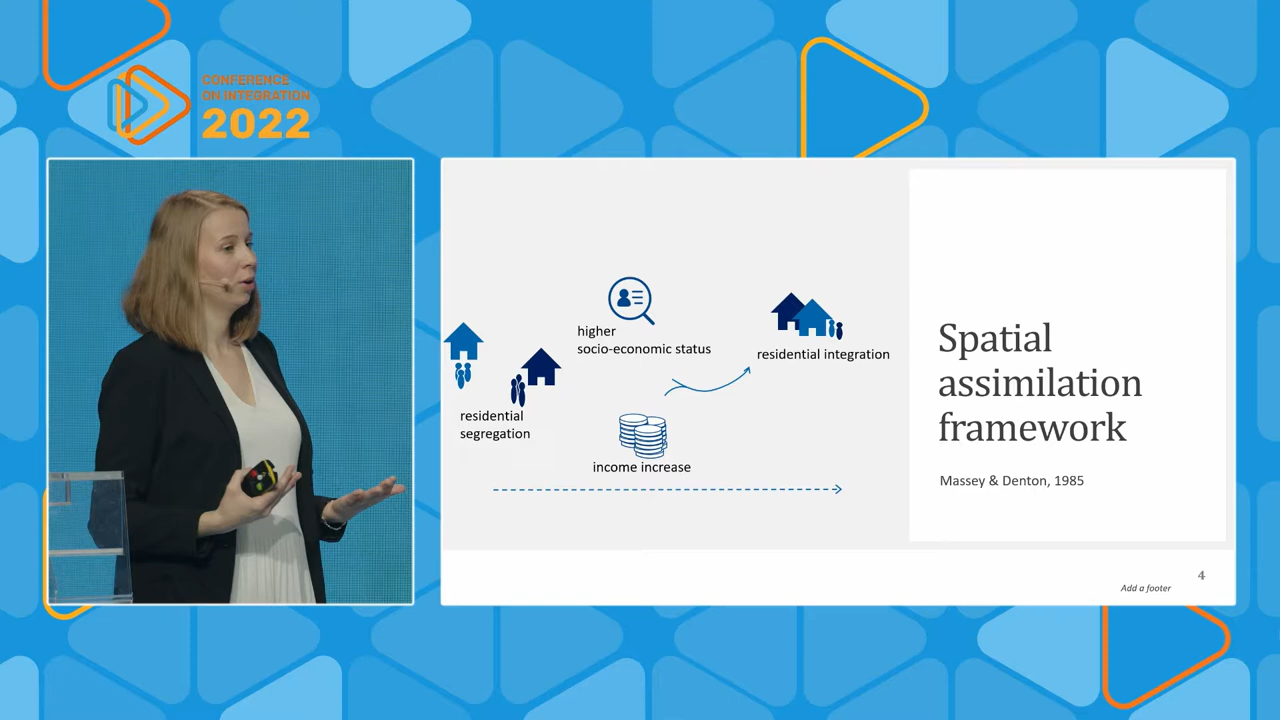 CONFERENCE
ON INTEGRATION
2022
higher
socio-economic status
residential integration
residential
segregation
income increase
Spatial
assimilation
framework
Massey & Denton, 1985
4
Add a footer